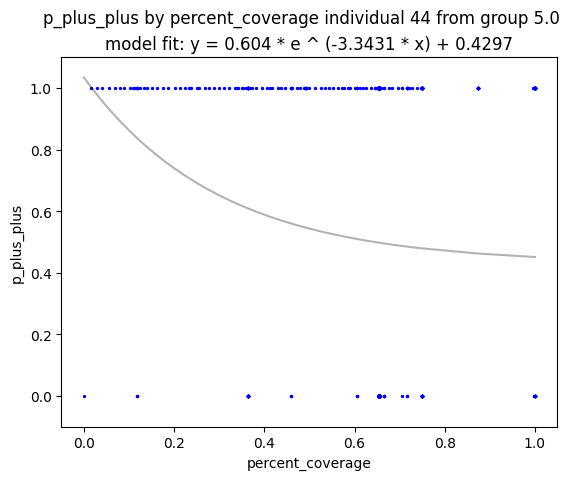 p_plus_plus by percent_coverage individual 44 from group 5.0
model fit: y = 0.604 * e ^ (-3.3431 * x) + 0.4297
1.0
0.8
0.6
0.4
0.2
0.0
p_plus_plus
0.0 0.2 0.4 0.6 0.8 1.0
percent_coverage